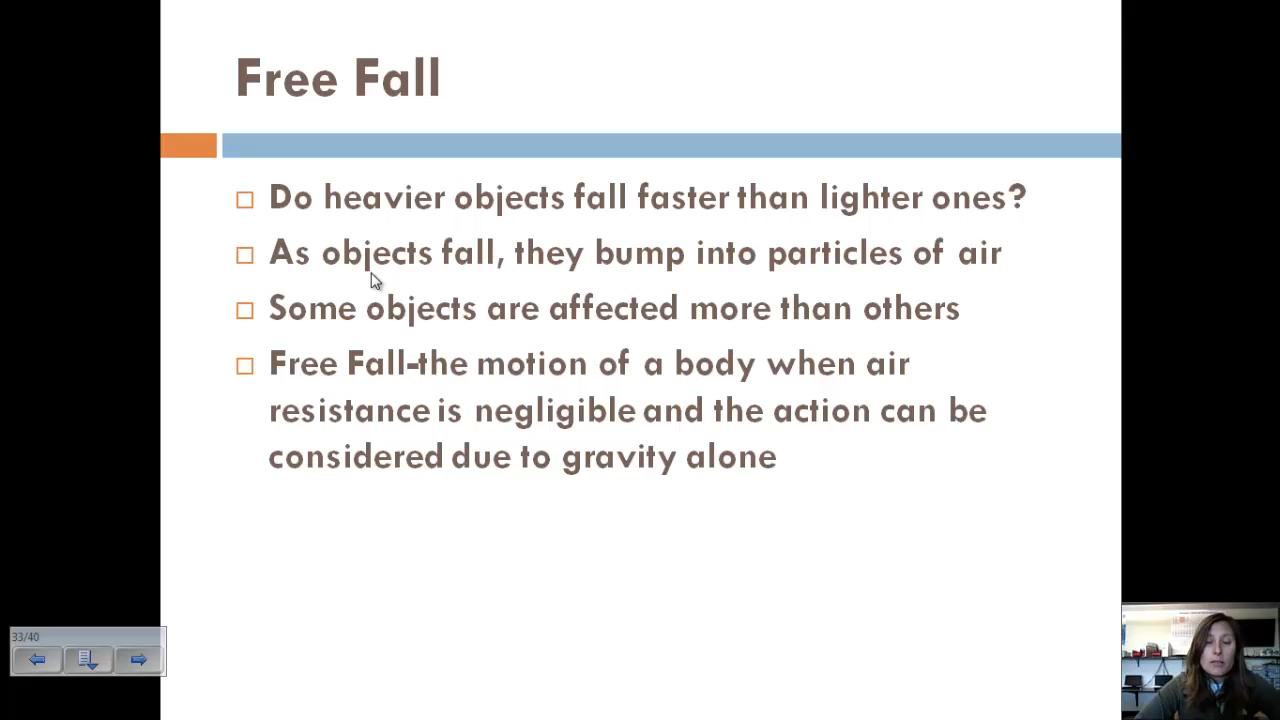 Free Fall
Do heavier objects fall faster than lighter ones?
As objects fall, they bump into particles of air
Some objects are affected more than others
Free Fall-the motion of a body when air
resistance is negligible and the action can be
considered due to gravity alone
33/40